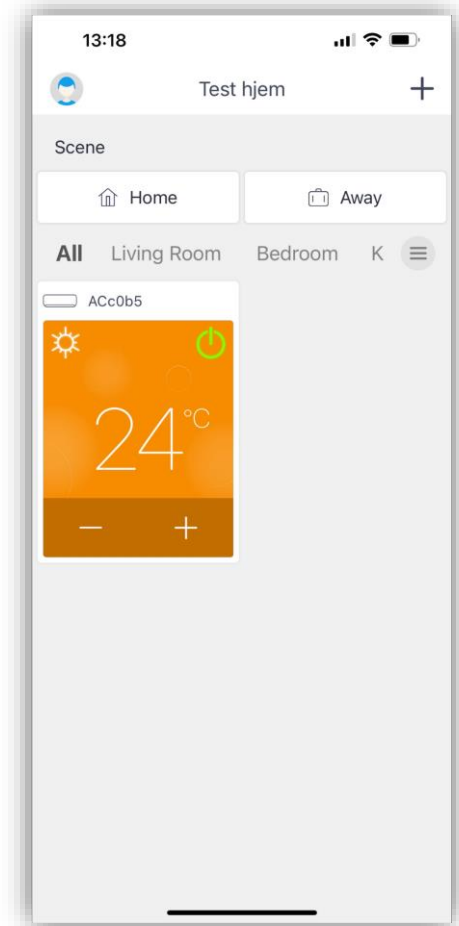 13:18
Test hjem
Scene
Home Away
All Living Room Bedroom K
ACc0b5
24°C